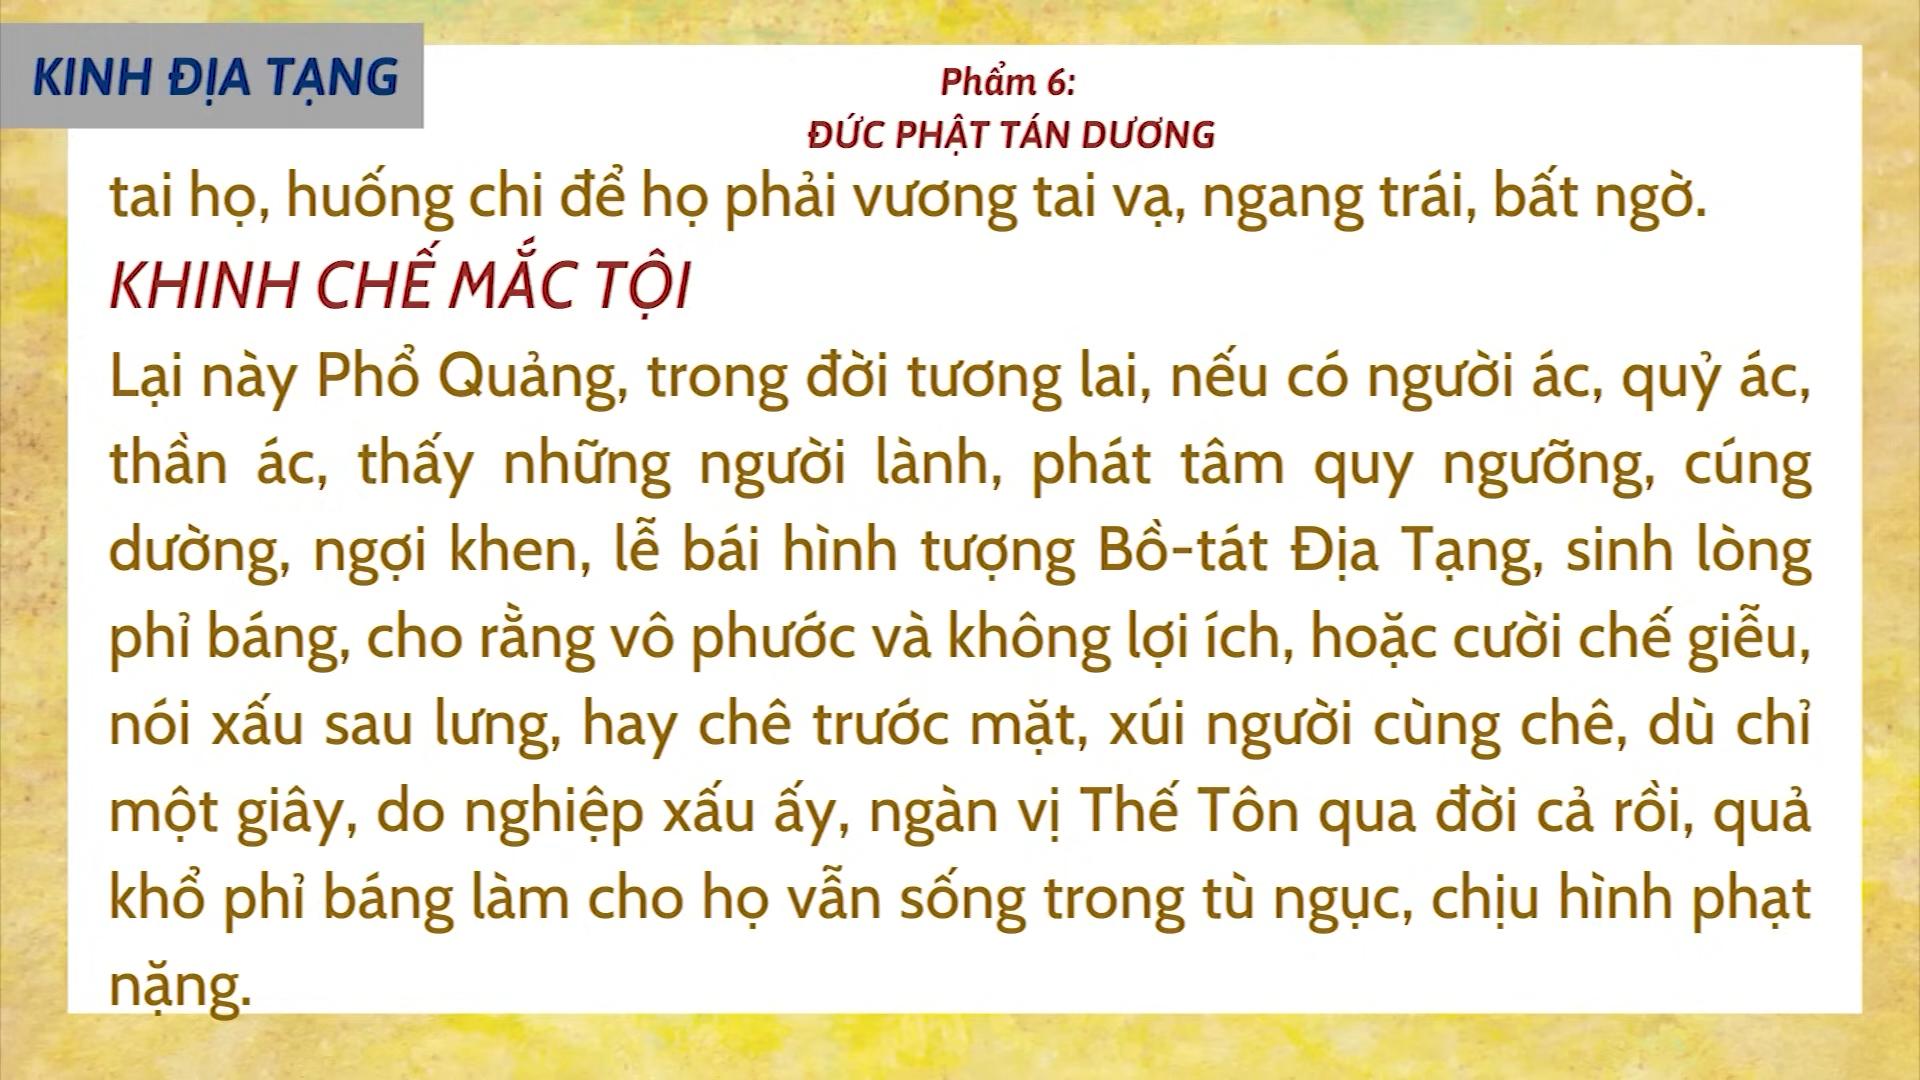 KINH ĐỊA TẠNG
Phẩm 6:
ĐỨC PHẬT TÁN DƯƠNG
tai họ, huống chi để họ phải vương tai vạ, ngang trái, bất ngờ.
KHINH CHẾ MẮC TỘI
Lại này Phổ Quảng, trong đời tương lai, nếu có người ác, quỷ ác,
thần ác, thấy những người lành, phát tâm quy ngưỡng, cúng
dường, ngợi khen, lễ bái hình tượng Bồ-tát Địa Tạng, sinh lòng
phỉ báng, cho rằng vô phước và không lợi ích, hoặc cười chế giễu,
nói xấu sau lưng, hay chê trước mặt, xúi người cùng chê, dù chỉ
một giây, do nghiệp xấu ấy, ngàn vị Thế Tôn qua đời cả rồi, quả
khổ phỉ báng làm cho họ vẫn sống trong tù ngục, chịu hình phạt
nặng.